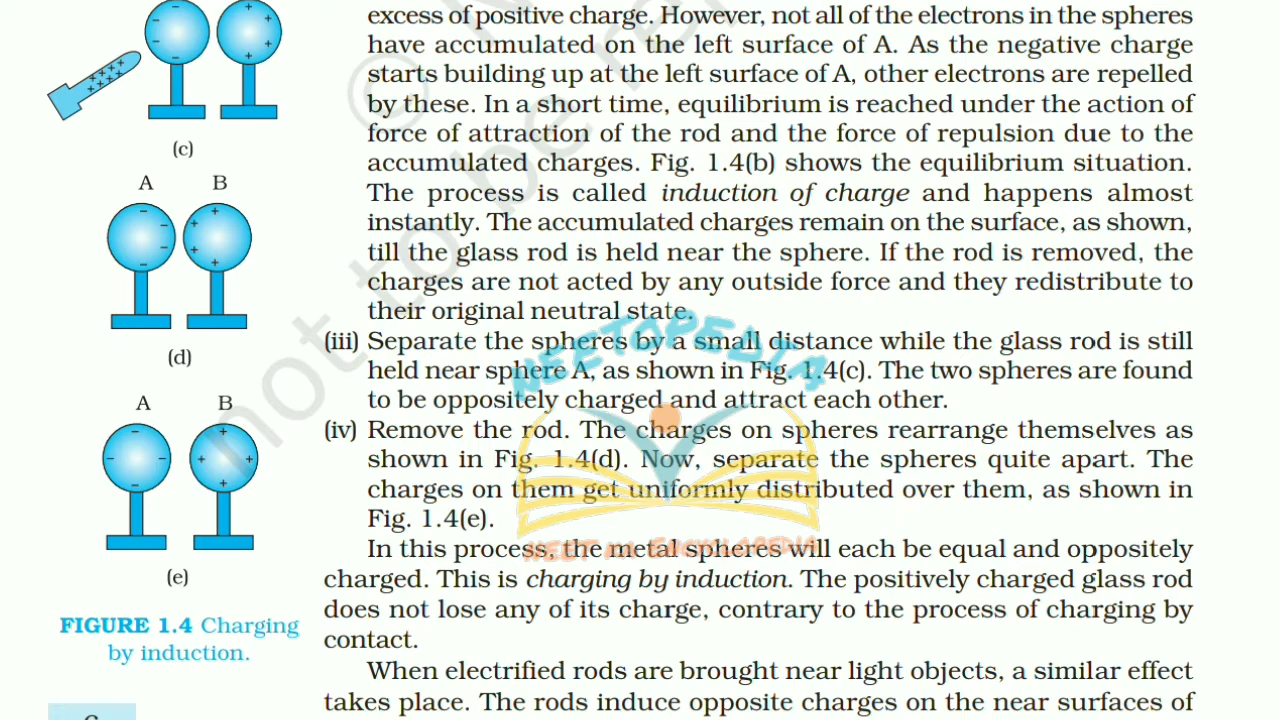 excess of positive charge. However, not all of the electrons in the spheres
have accumulated on the left surface of A. As the negative charge
starts building up at the left surface of A, other electrons are repelled
by these. In a short time, equilibrium is reached under the action of
force of attraction of the rod and the force of repulsion due to the
accumulated charges. Fig. 1.4(b) shows the equilibrium situation.
The process is called induction of charge and happens almost
instantly. The accumulated charges remain on the surface, as shown,
till the glass rod is held near the sphere. If the rod is removed, the
charges are not acted by any outside force and they redistribute to
their original neutral state.
(iii) Separate the spheres by a small distance while the glass rod is still
held near sphere A, as shown in Fig. 1.4(c). The two spheres are found
to be oppositely charged and attract each other.
(iv) Remove the rod. The charges on spheres rearrange themselves as
shown in Fig. 1.4(d). Now, separate the spheres quite apart. The
charges on them get uniformly distributed over them, as shown in
Fig. 1.4(e).
In this process, the metal spheres will each be equal and oppositely
charged. This is charging by induction. The positively charged glass rod
does not lose any of its charge, contrary to the process of charging by
contact.
When electrified rods are brought near light objects, a similar effect
takes place. The rods induce opposite charges on the near surfaces of
(c)
A B
(d)
A B
(e)
FIGURE 1.4 Charging
by induction.
NEETOPEDIA
© N
not to be re